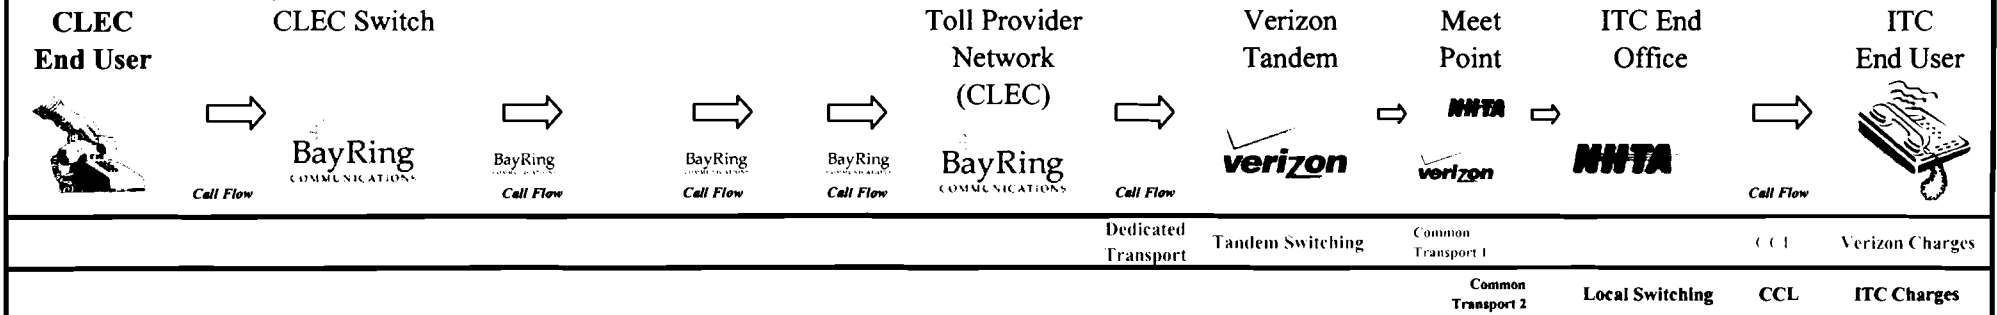 CLEC
End User
CLEC Switch
Toll Provider
Network
(CLEC)
Verizon
Tandem
Meet
Point
ITC End
Office
ITC
End User
BayRing
COMMUNICATIONS
BayRing
BayRing
BayRing
BayRing
COMMUNICATIONS
verizon
NHTA
verizon
NHTA
Call Flow
Call Flow
Call Flow
Call Flow
Call Flow
Call Flow
Dedicated
Transport
Tandem Switching
Common
Transport 1
Verizon Charges
Common
Transport 2
Local Switching
CCL
ITC Charges